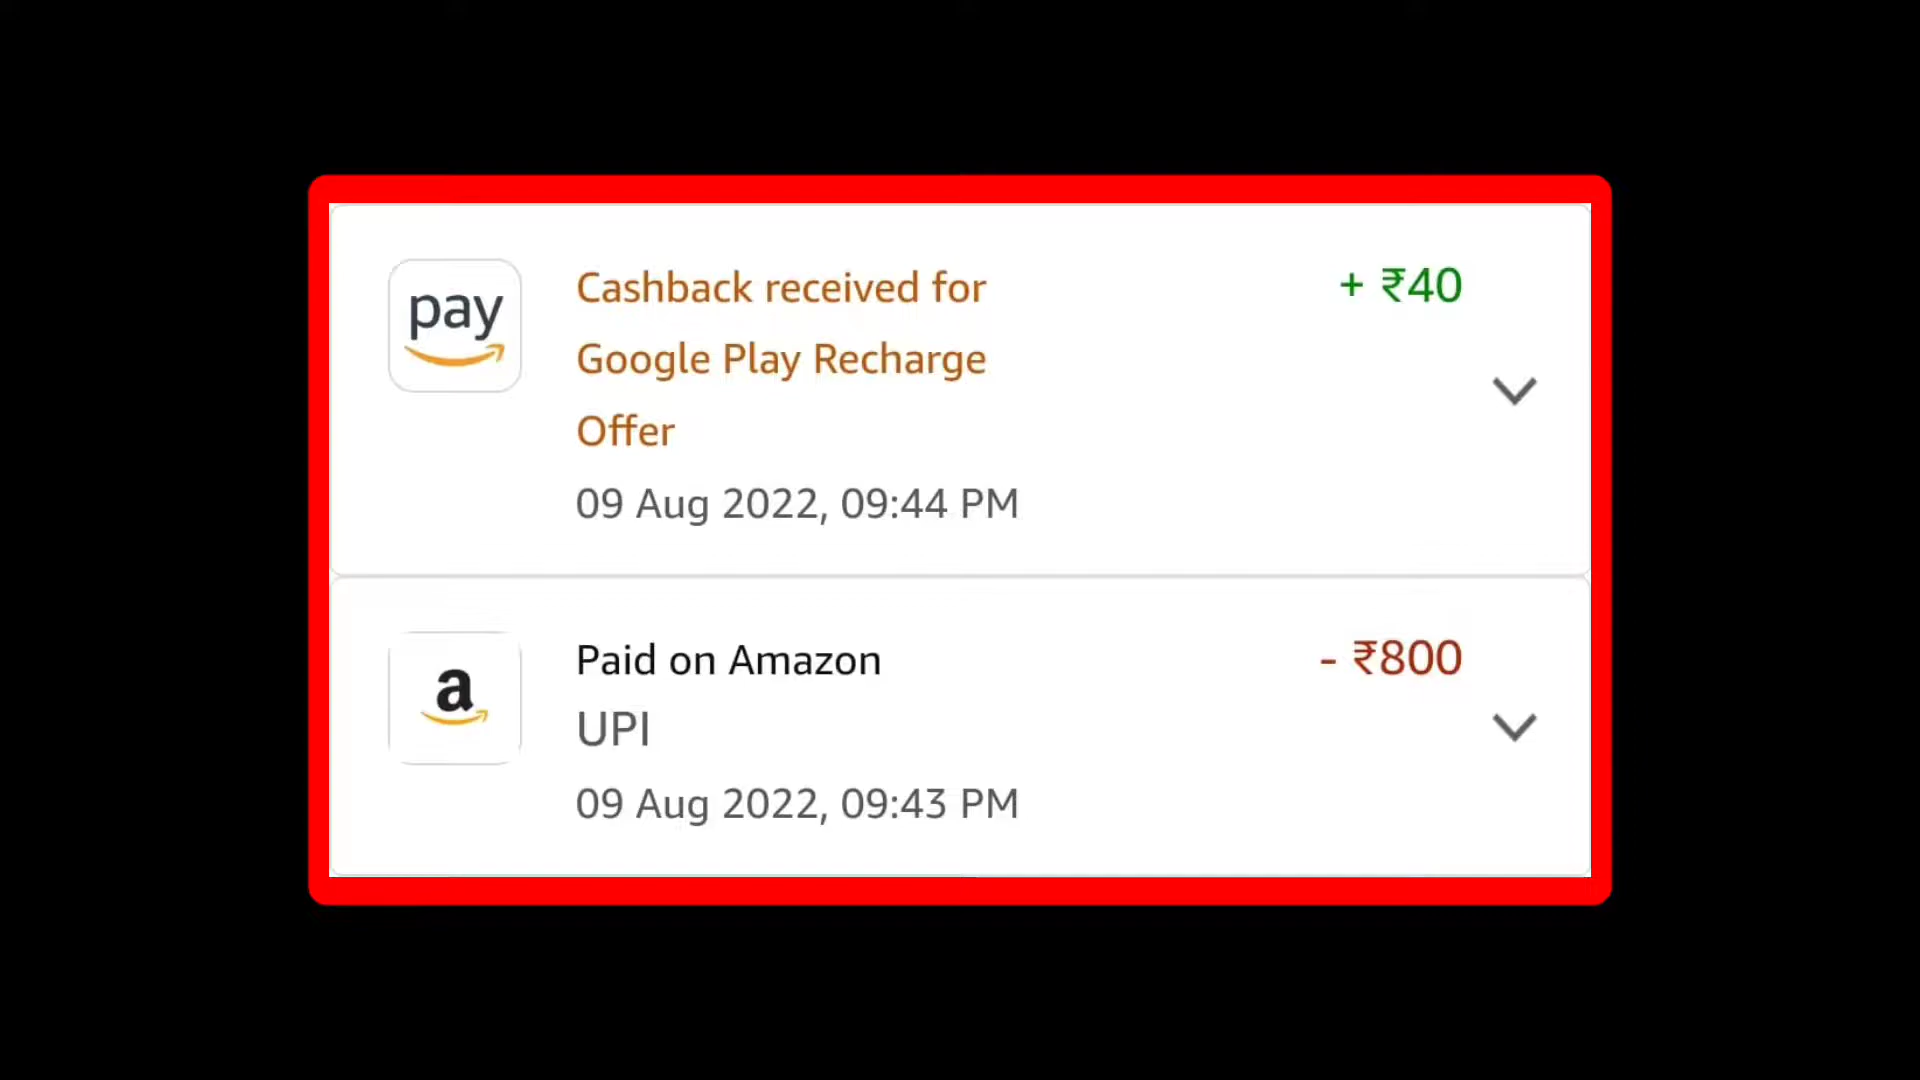 pay
Cashback received for
Google Play Recharge
Offer
+ ₹40
09 Aug 2022, 09:44 PM
a
Paid on Amazon
- ₹800
UPI
09 Aug 2022, 09:43 PM